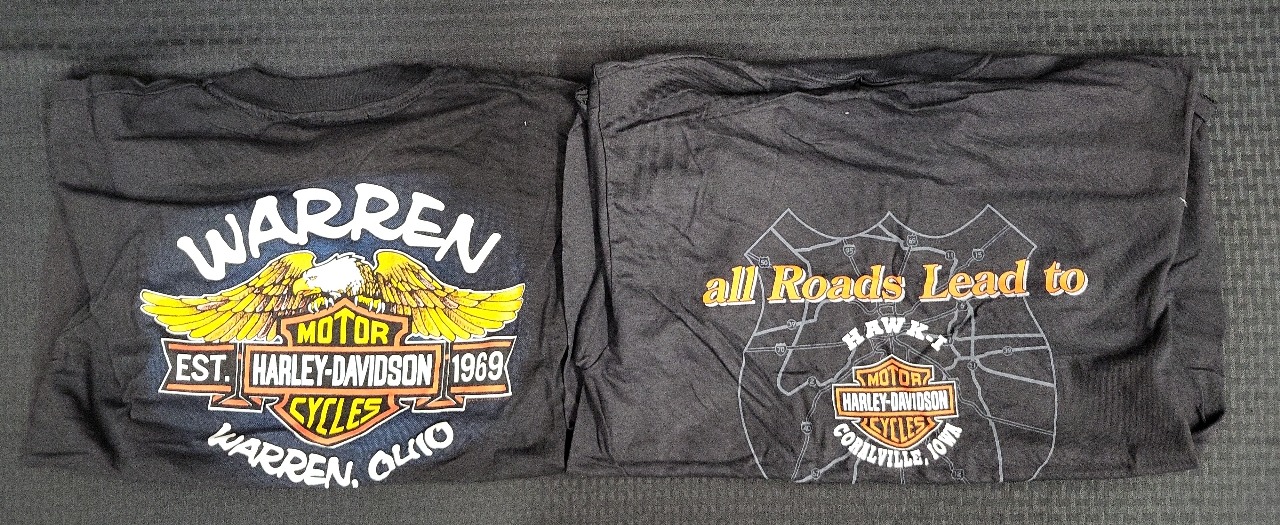 WARREN
MOTOR
EST. HARLEY-DAVIDSON 1969
CYCLES
WARREN, OHIO
all Roads Lead to
HAWK-I
MOTOR
HARLEY-DAVIDSON
CYCLES
CORALVILLE, IOWA